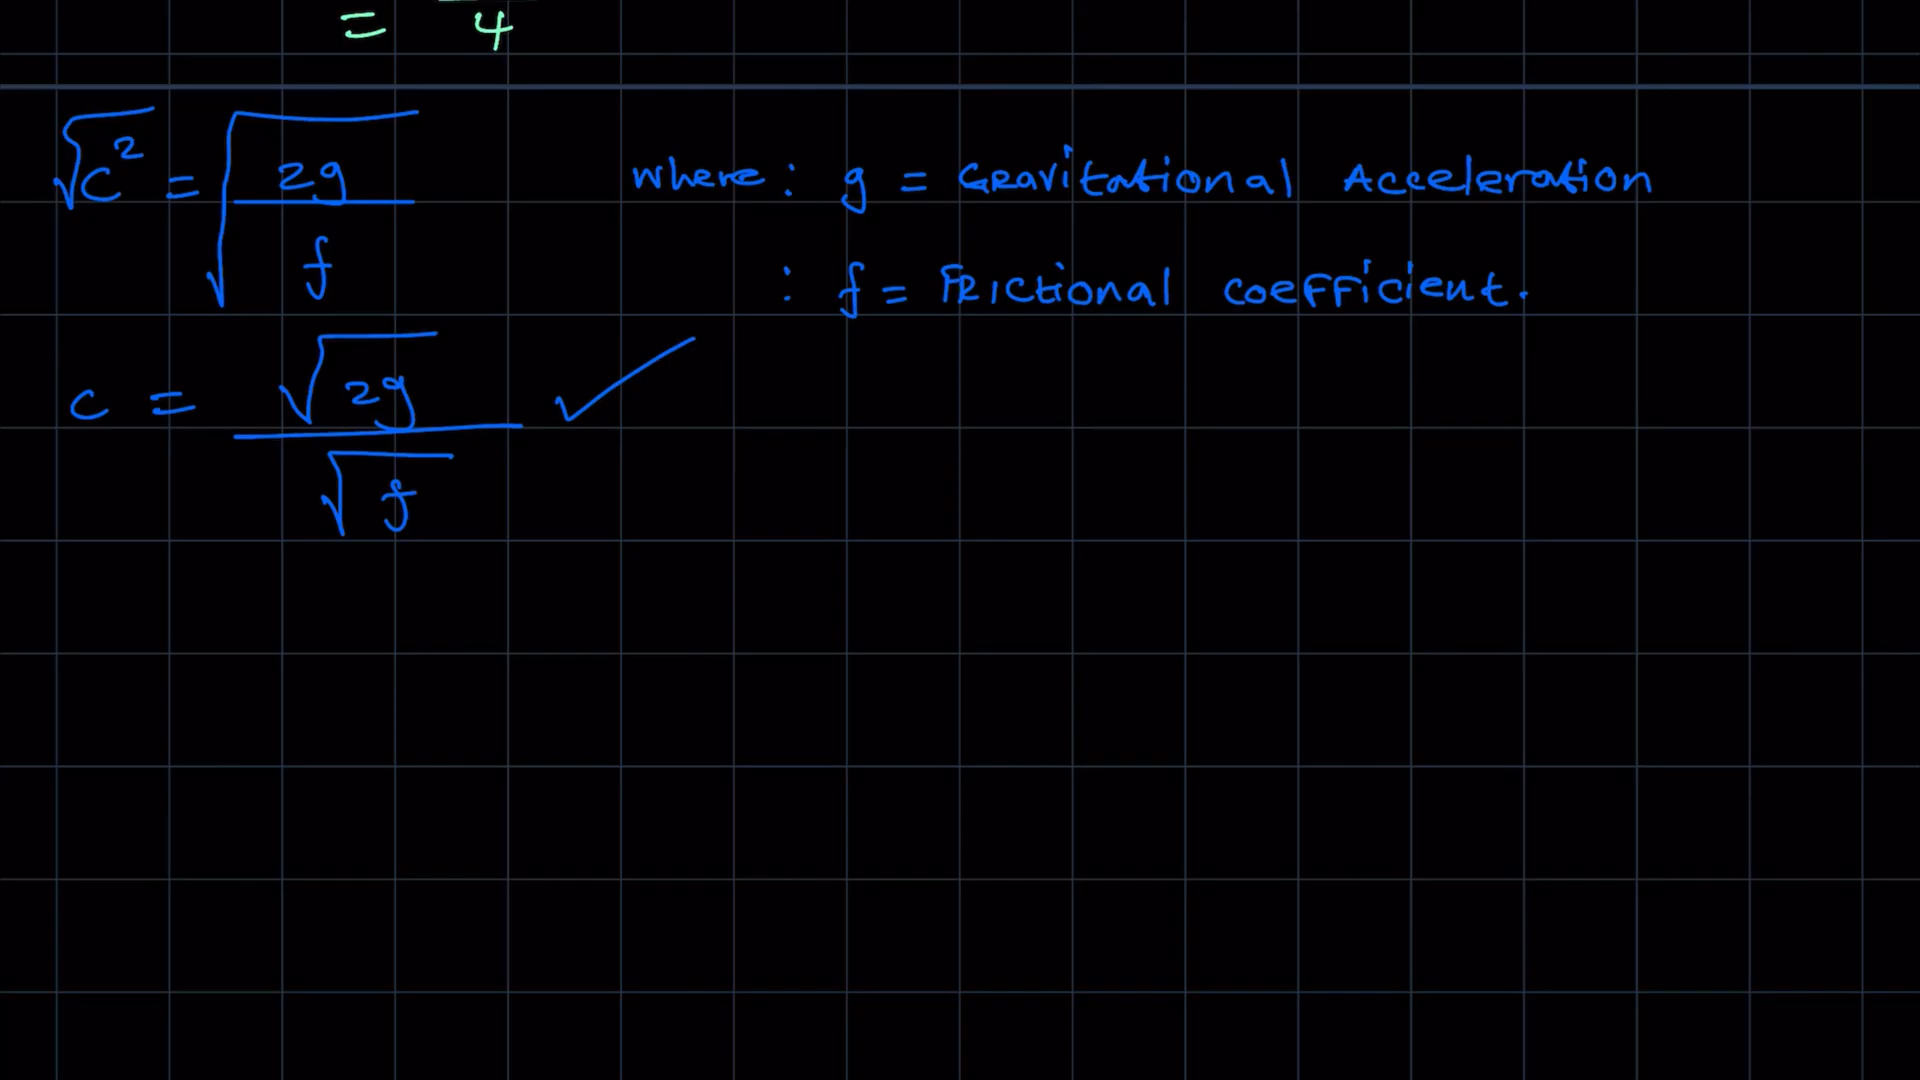 = 4
√c² = √(2g/f) where: g = Gravitational Acceleration
: f = Frictional coefficient.
c = √2g / √f ✓